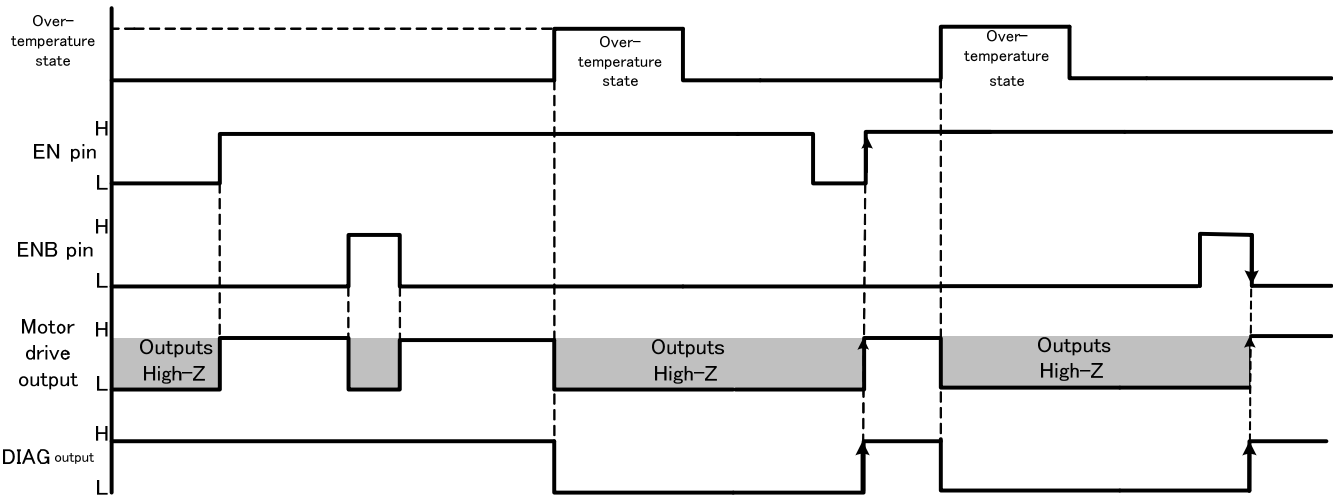 Over-
temperature
state
Over-
temperature
state
Over-
temperature
state
H
EN pin
L
H
ENB pin
L
Motor
drive
output
H
L
Outputs
High-Z
Outputs
High-Z
Outputs
High-Z
H
DIAG output
L